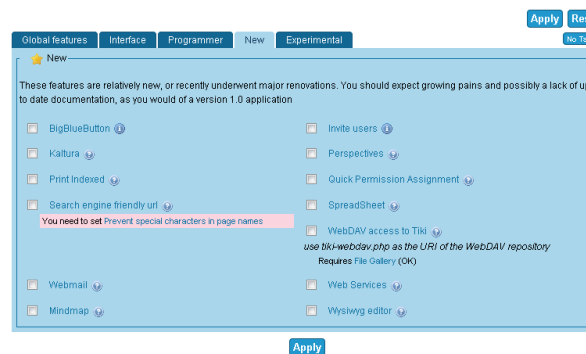 Apply
Global features Interface Programmer New Experimental
New
These features are relatively new, or recently underwent major renovations. You should expect growing pains and possibly a lack of
to date documentation, as you would of a version 1.0 application
BigBlueButton Invite users
Kaltura Perspectives
Print Indexed Quick Permission Assignment
Search engine friendly url SpreadSheet
You need to set Prevent special characters in page names
WebDAV access to Tiki
use tiki-webdav.php as the URI of the WebDAV repository
Requires File Gallery (OK)
Webmail Web Services
Mindmap Wysiwyg editor
Apply